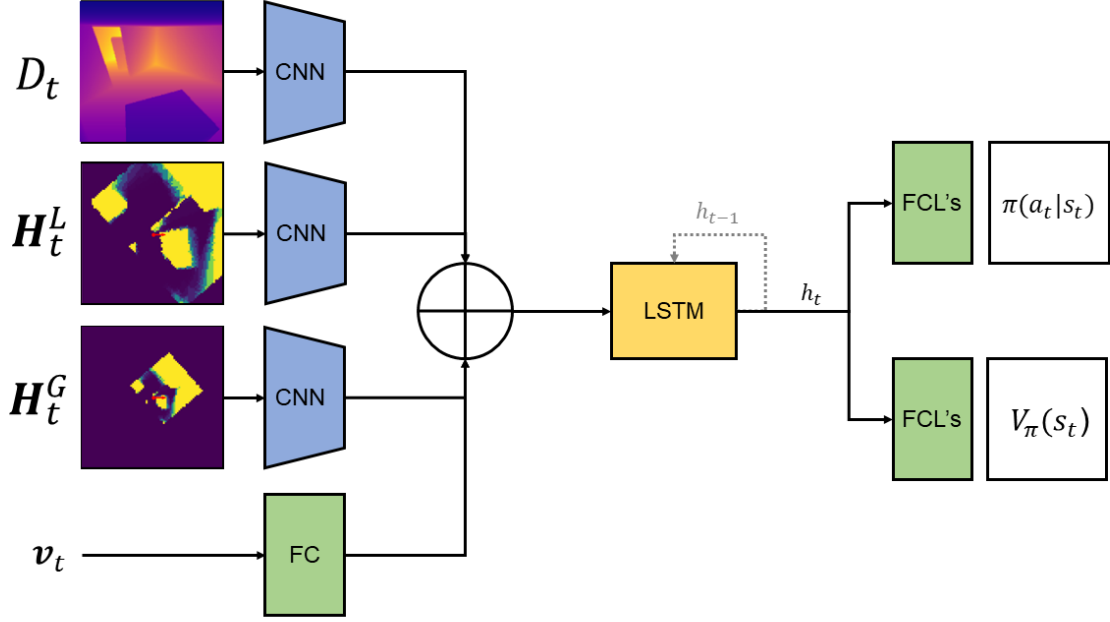 D_t
CNN
H_t^L
CNN
H_t^G
CNN
v_t
FC
h_{t-1}
LSTM
h_t
FCL's
π(a_t|s_t)
FCL's
V_π(s_t)